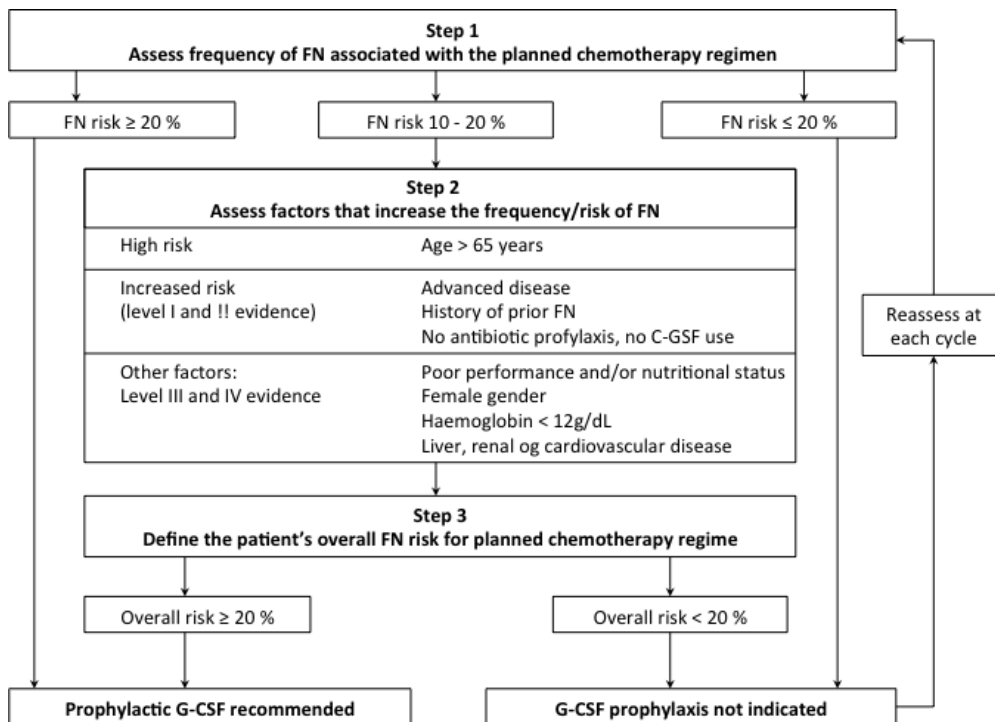 Step 1
Assess frequency of FN associated with the planned chemotherapy regimen
FN risk ≥ 20 %
FN risk 10 - 20 %
FN risk ≤ 20 %
Step 2
Assess factors that increase the frequency/risk of FN
High risk
Age > 65 years
Increased risk
(level I and !! evidence)
Advanced disease
History of prior FN
No antibiotic profylaxis, no C-GSF use
Other factors:
Level III and IV evidence
Poor performance and/or nutritional status
Female gender
Haemoglobin < 12g/dL
Liver, renal og cardiovascular disease
Reassess at
each cycle
Step 3
Define the patient's overall FN risk for planned chemotherapy regime
Overall risk ≥ 20 %
Overall risk < 20 %
Prophylactic G-CSF recommended
G-CSF prophylaxis not indicated